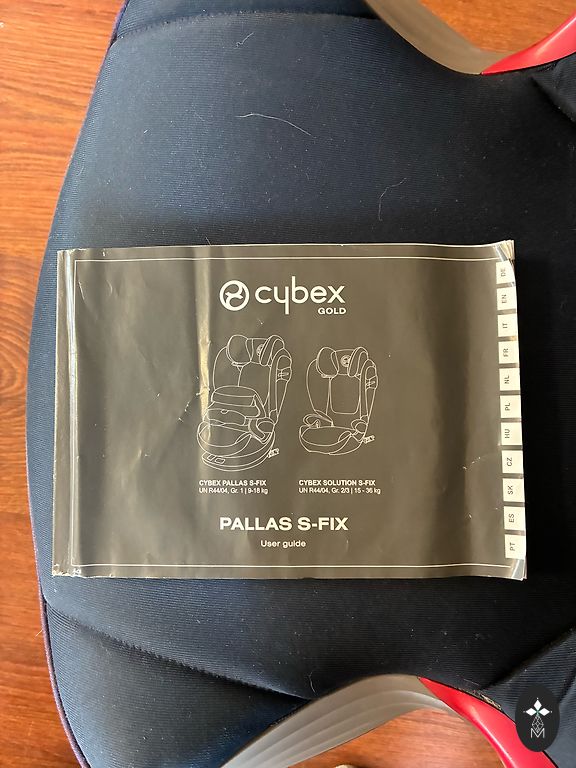 cybex
GOLD
CYBEX PALLAS S-FIX
UN R44/04, Gr. 1 | 9-18 kg
CYBEX SOLUTION S-FIX
UN R44/04, Gr. 2/3 | 15 - 36 kg
PALLAS S-FIX
User guide
DE
EN
IT
FR
NL
PL
HU
CZ
SK
ES
PT
M